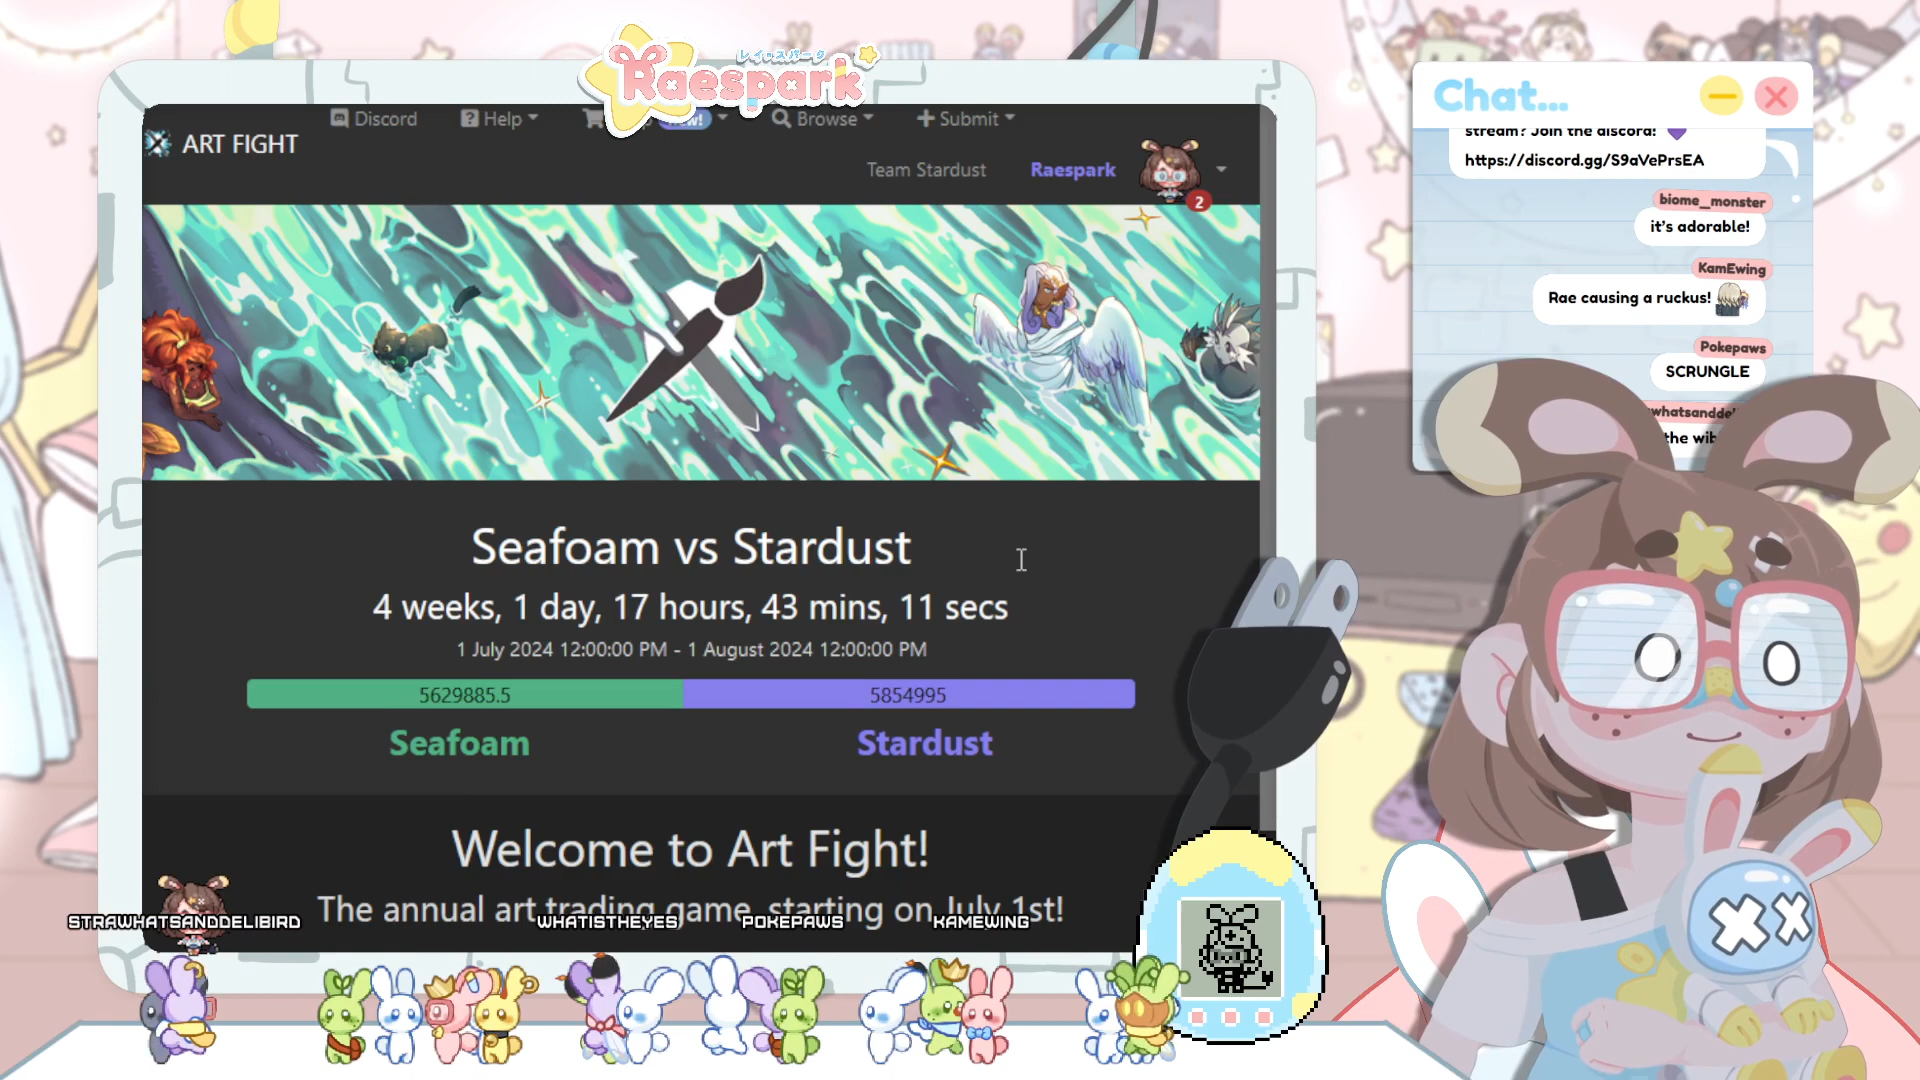 レイ・スパーク
Raespark
Discord
Help
new!
Browse
Submit
ART FIGHT
Team Stardust
Raespark
2
Seafoam vs Stardust
4 weeks, 1 day, 17 hours, 43 mins, 11 secs
1 July 2024 12:00:00 PM - 1 August 2024 12:00:00 PM
5629885.5
5854995
Seafoam
Stardust
Welcome to Art Fight!
The annual art trading game, starting on July 1st!
STRAWHATSANDDELIBIRD
WHATISTHEYES
POKEPAWS
KAMEWING
Chat...
stream? Join the discord!
https://discord.gg/S9aVePrsEA
biome_monster
it's adorable!
KamEwing
Rae causing a ruckus!
Pokepaws
SCRUNGLE
whatsanddel
the wib